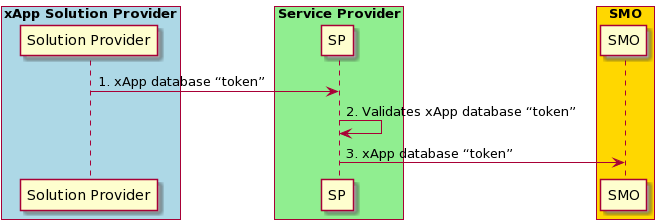 xApp Solution Provider
Service Provider
SMO
Solution Provider
SP
SMO
1. xApp database “token”
2. Validates xApp database “token”
3. xApp database “token”
Solution Provider
SP
SMO